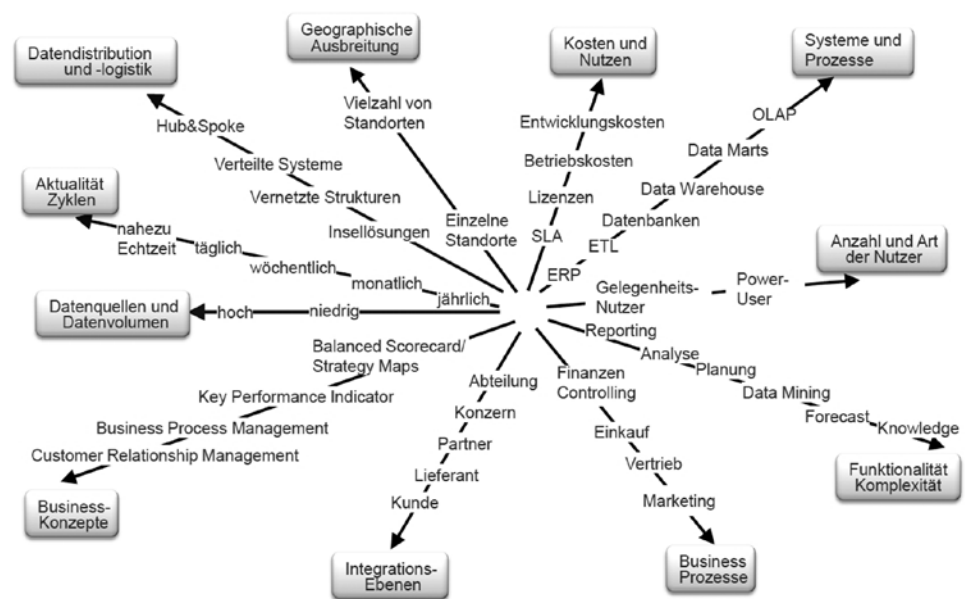 Datendistribution
und -logistik
Hub&Spoke
Verteilte Systeme
Vernetzte Strukturen
Insellösungen
Geographische
Ausbreitung
Vielzahl von
Standorten
Einzelne
Standorte
Kosten und
Nutzen
Entwicklungskosten
Betriebskosten
Lizenzen
SLA
Systeme und
Prozesse
OLAP
Data Marts
Data Warehouse
Datenbanken
ETL
ERP
Aktualität
Zyklen
nahezu
Echtzeit
täglich
wöchentlich
monatlich
jährlich
Anzahl und Art
der Nutzer
Power-
User
Gelegenheits-
Nutzer
Datenquellen und
Datenvolumen
hoch
niedrig
Reporting
Analyse
Planung
Data Mining
Forecast
Knowledge
Funktionalität
Komplexität
Balanced Scorecard/
Strategy Maps
Key Performance Indicator
Business Process Management
Customer Relationship Management
Business-
Konzepte
Abteilung
Konzern
Partner
Lieferant
Kunde
Integrations-
Ebenen
Finanzen
Controlling
Einkauf
Vertrieb
Marketing
Business
Prozesse